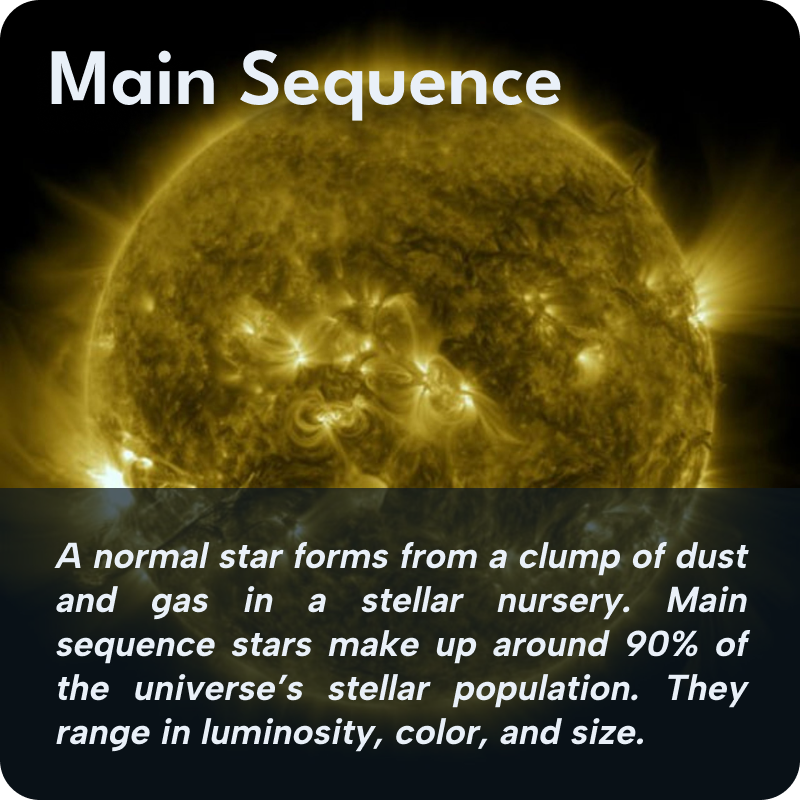 Main Sequence
A normal star forms from a clump of dust
and gas in a stellar nursery. Main
sequence stars make up around 90% of
the universe’s stellar population. They
range in luminosity, color, and size.